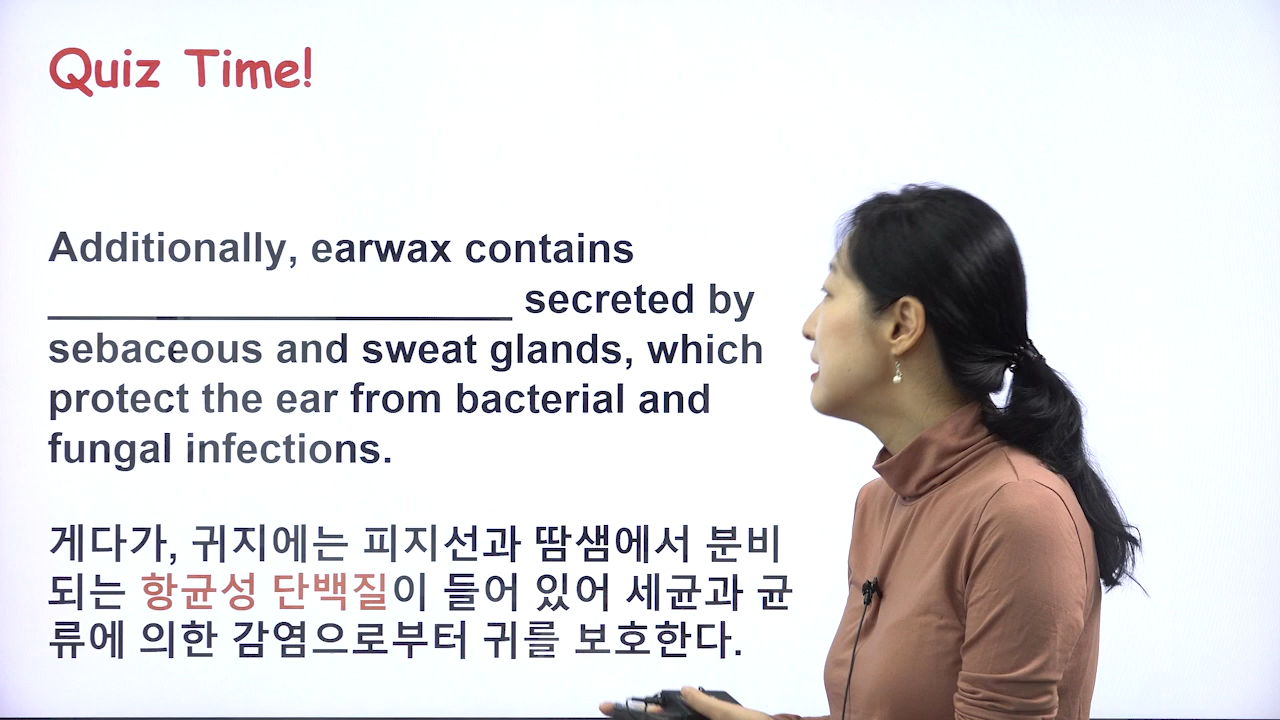 Quiz Time!
Additionally, earwax contains
______________________ secreted by
sebaceous and sweat glands, which
protect the ear from bacterial and
fungal infections.
게다가, 귀지에는 피지선과 땀샘에서 분비
되는 항균성 단백질이 들어 있어 세균과 균
류에 의한 감염으로부터 귀를 보호한다.